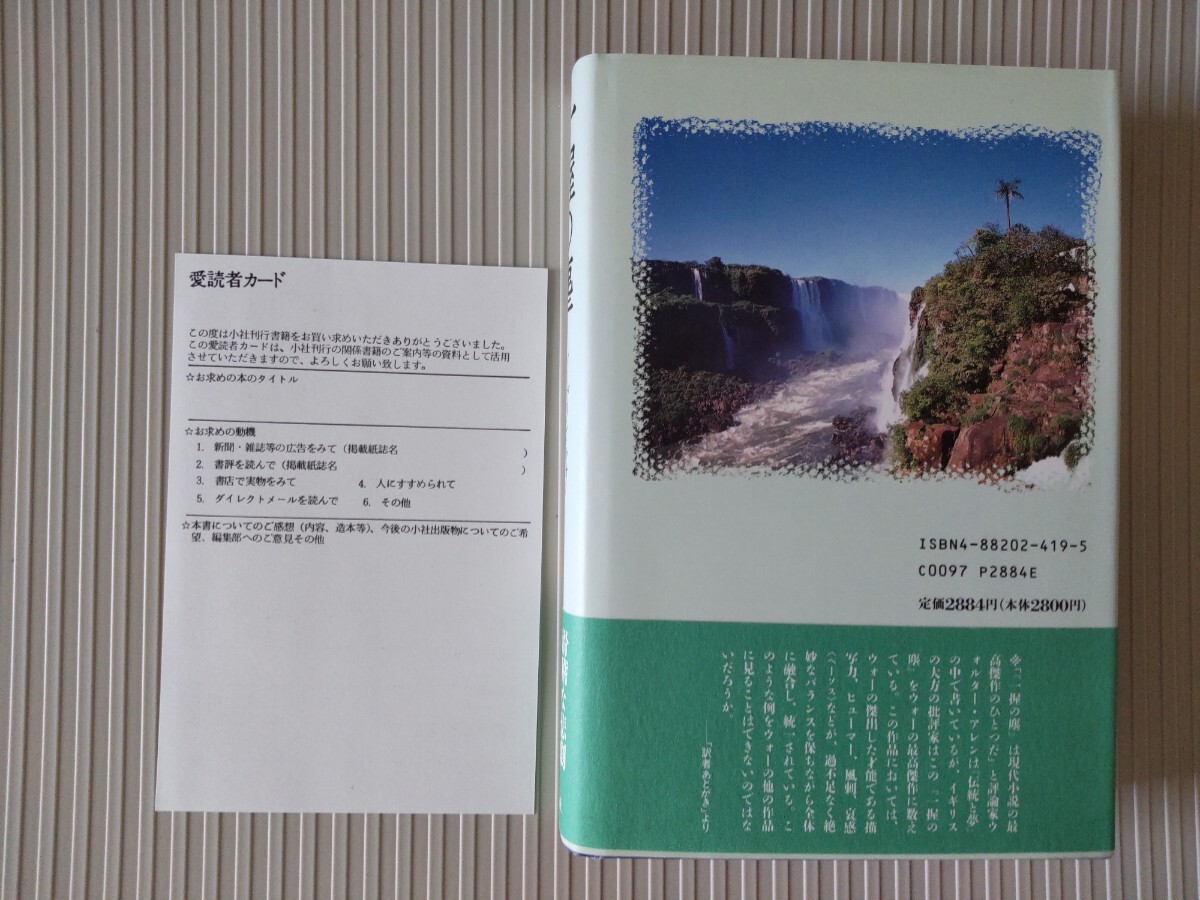 愛読者カード
この度は小社刊行書籍をお買い求めいただきありがとうございました。
この愛読者カードは、小社刊行の関係書籍のご案内等の資料として活用
させていただきますので、よろしくお願い致します。
☆お求めの本のタイトル
☆お求めの動機
1. 新聞・雑誌等の広告をみて（掲載紙誌名 ）
2. 書評を読んで（掲載紙誌名 ）
3. 書店で実物をみて 4. 人にすすめられて
5. ダイレクトメールを読んで 6. その他
☆本書についてのご感想（内容、造本等）、今後の小社出版物についてのご希
望、編集部へのご意見その他
ISBN4-88202-419-5
C0097 P2884E
定価2884円（本体2800円）
❖「『一握の塵』は現代小説の最
高傑作のひとつだ」と評論家ウ
ォルター・アレンは『伝統と夢』
の中で書いているが、イギリス
の大方の批評家はこの『一握の
塵』をウォーの最高傑作に数え
ている。この作品においては、
ウォーの傑出した才能である描
写力、ヒューマー、風刺、哀感
（ペーソス）などが、過不足なく絶
妙なバランスを保ちながら全体
に融合し、統一されている。こ
のような例をウォーの他の作品
に見ることはできないのではな
いだろうか。
――「訳者あとがき」より